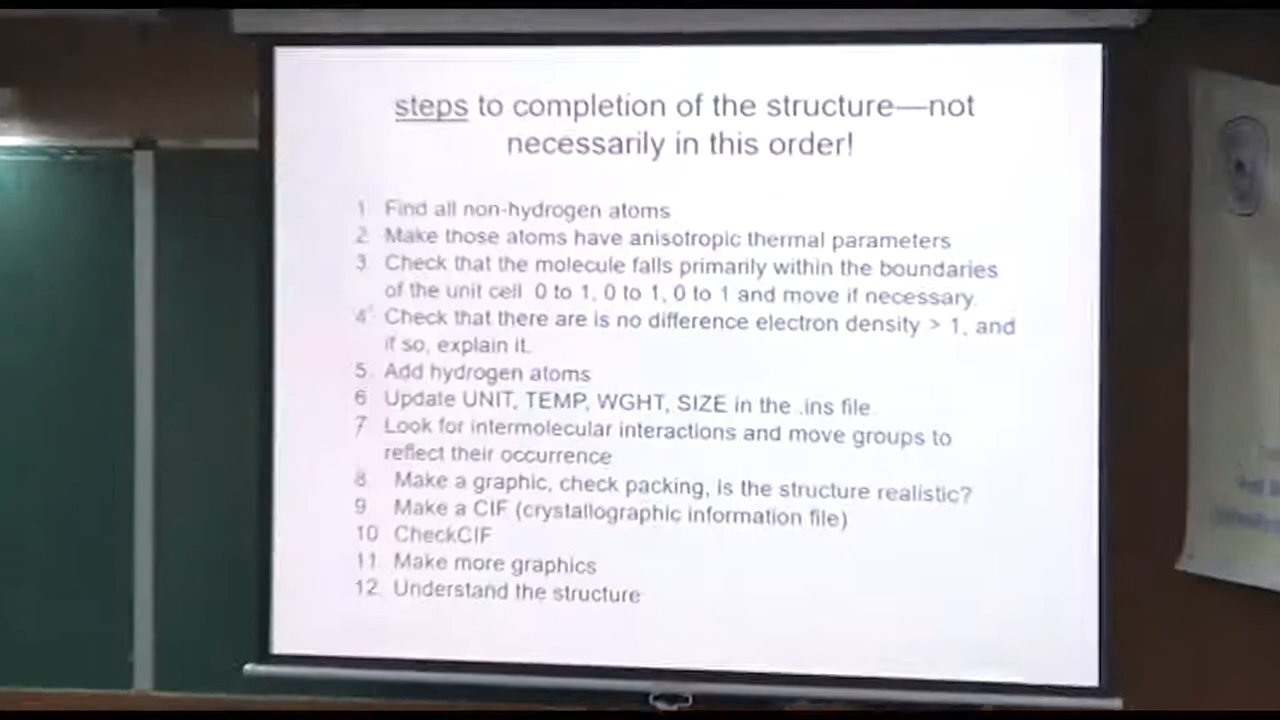 steps to completion of the structure—not
necessarily in this order!
1 Find all non-hydrogen atoms
2. Make those atoms have anisotropic thermal parameters
3. Check that the molecule falls primarily within the boundaries
of the unit cell 0 to 1, 0 to 1, 0 to 1 and move if necessary.
4 Check that there are is no difference electron density > 1, and
if so, explain it.
5. Add hydrogen atoms
6 Update UNIT, TEMP, WGHT, SIZE in the .ins file.
7 Look for intermolecular interactions and move groups to
reflect their occurrence
8. Make a graphic, check packing, is the structure realistic?
9 Make a CIF (crystallographic information file)
10 CheckCIF
11. Make more graphics
12. Understand the structure